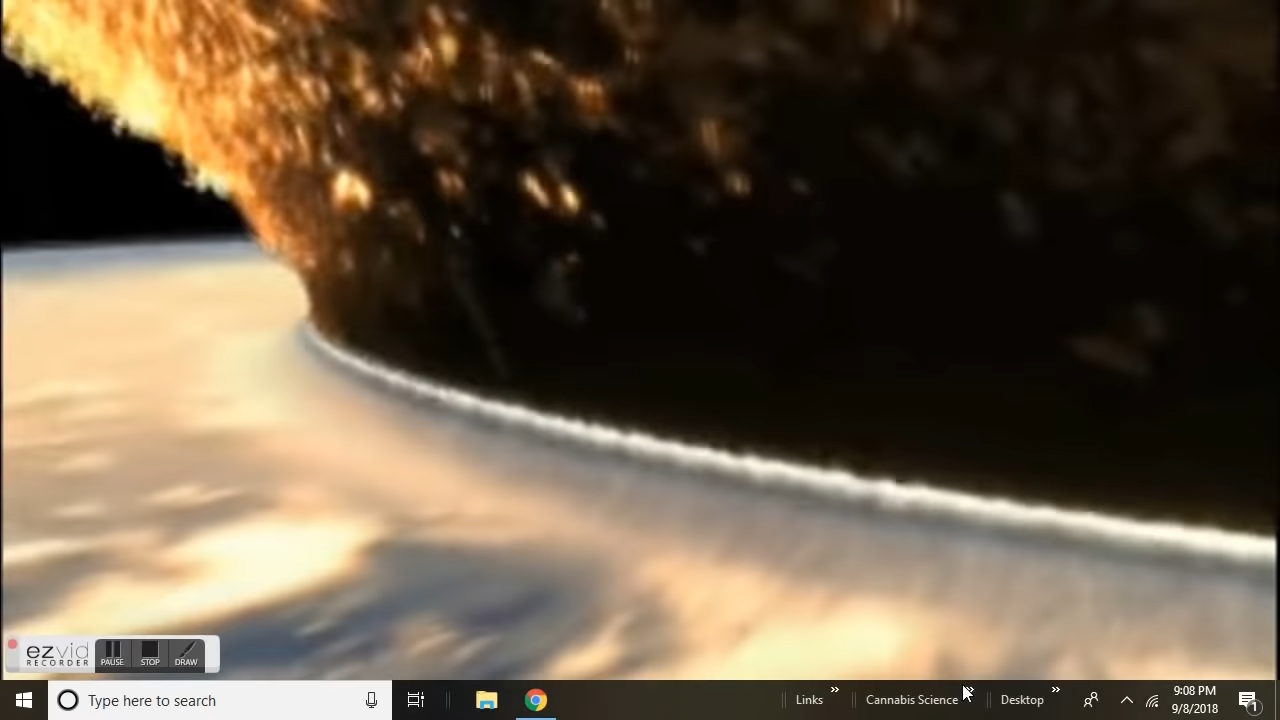 ezvid
RECORDER
PAUSE
STOP
DRAW
Type here to search
Links
Cannabis Science
Desktop
9:08 PM
9/8/2018
1